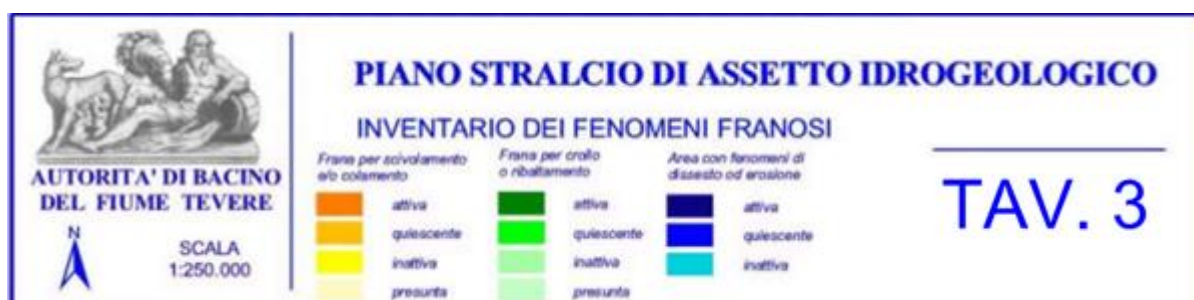 AUTORITA' DI BACINO
DEL FIUME TEVERE
N
SCALA
1:250.000
PIANO STRALCIO DI ASSETTO IDROGEOLOGICO
INVENTARIO DEI FENOMENI FRANOSI
Frana per scivolamento
e/o colamento
attiva
quiescente
inattiva
presunta
Frana per crollo
o ribaltamento
attiva
quiescente
inattiva
presunta
Area con fenomeni di
dissesto od erosione
attiva
quiescente
inattiva
TAV. 3